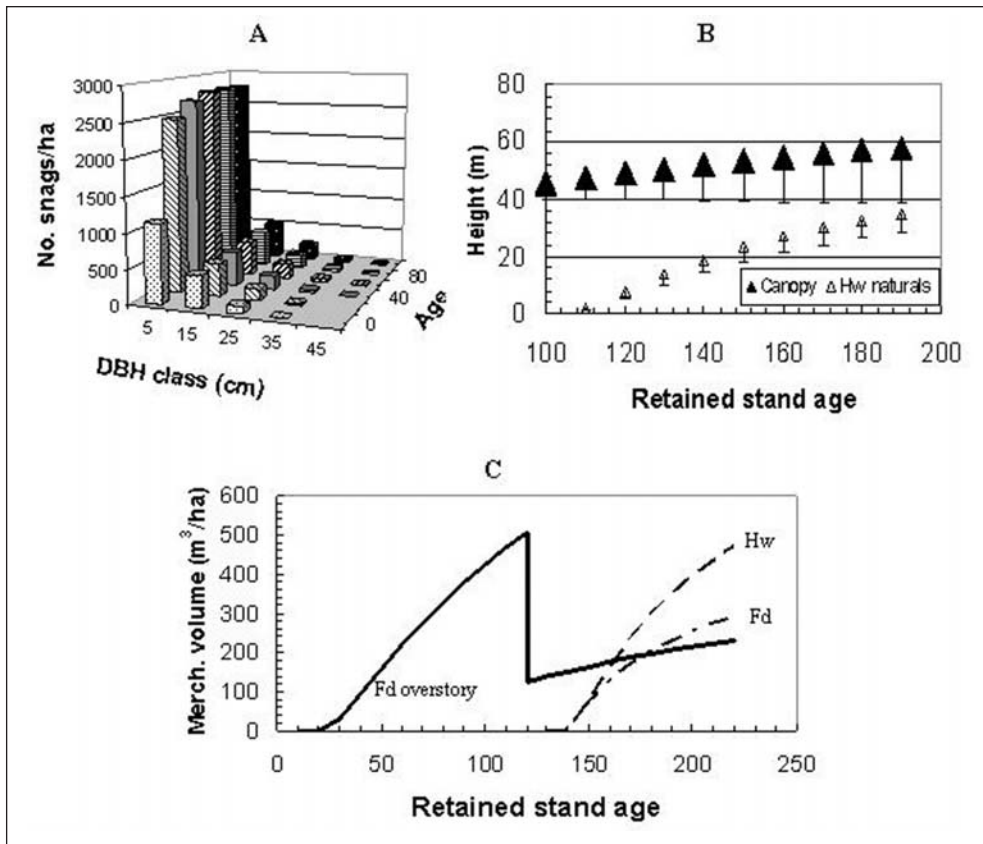 A
No. snags/ha
3000
2500
2000
1500
1000
500
0
5 15 25 35 45
DBH class (cm)
0 40 80
Age
B
Height (m)
80
60
40
20
0
Canopy Hw naturals
100 120 140 160 180 200
Retained stand age
C
Merch. volume (m³/ha)
600
500
400
300
200
100
0
Hw
Fd
Fd overstory
0 50 100 150 200 250
Retained stand age